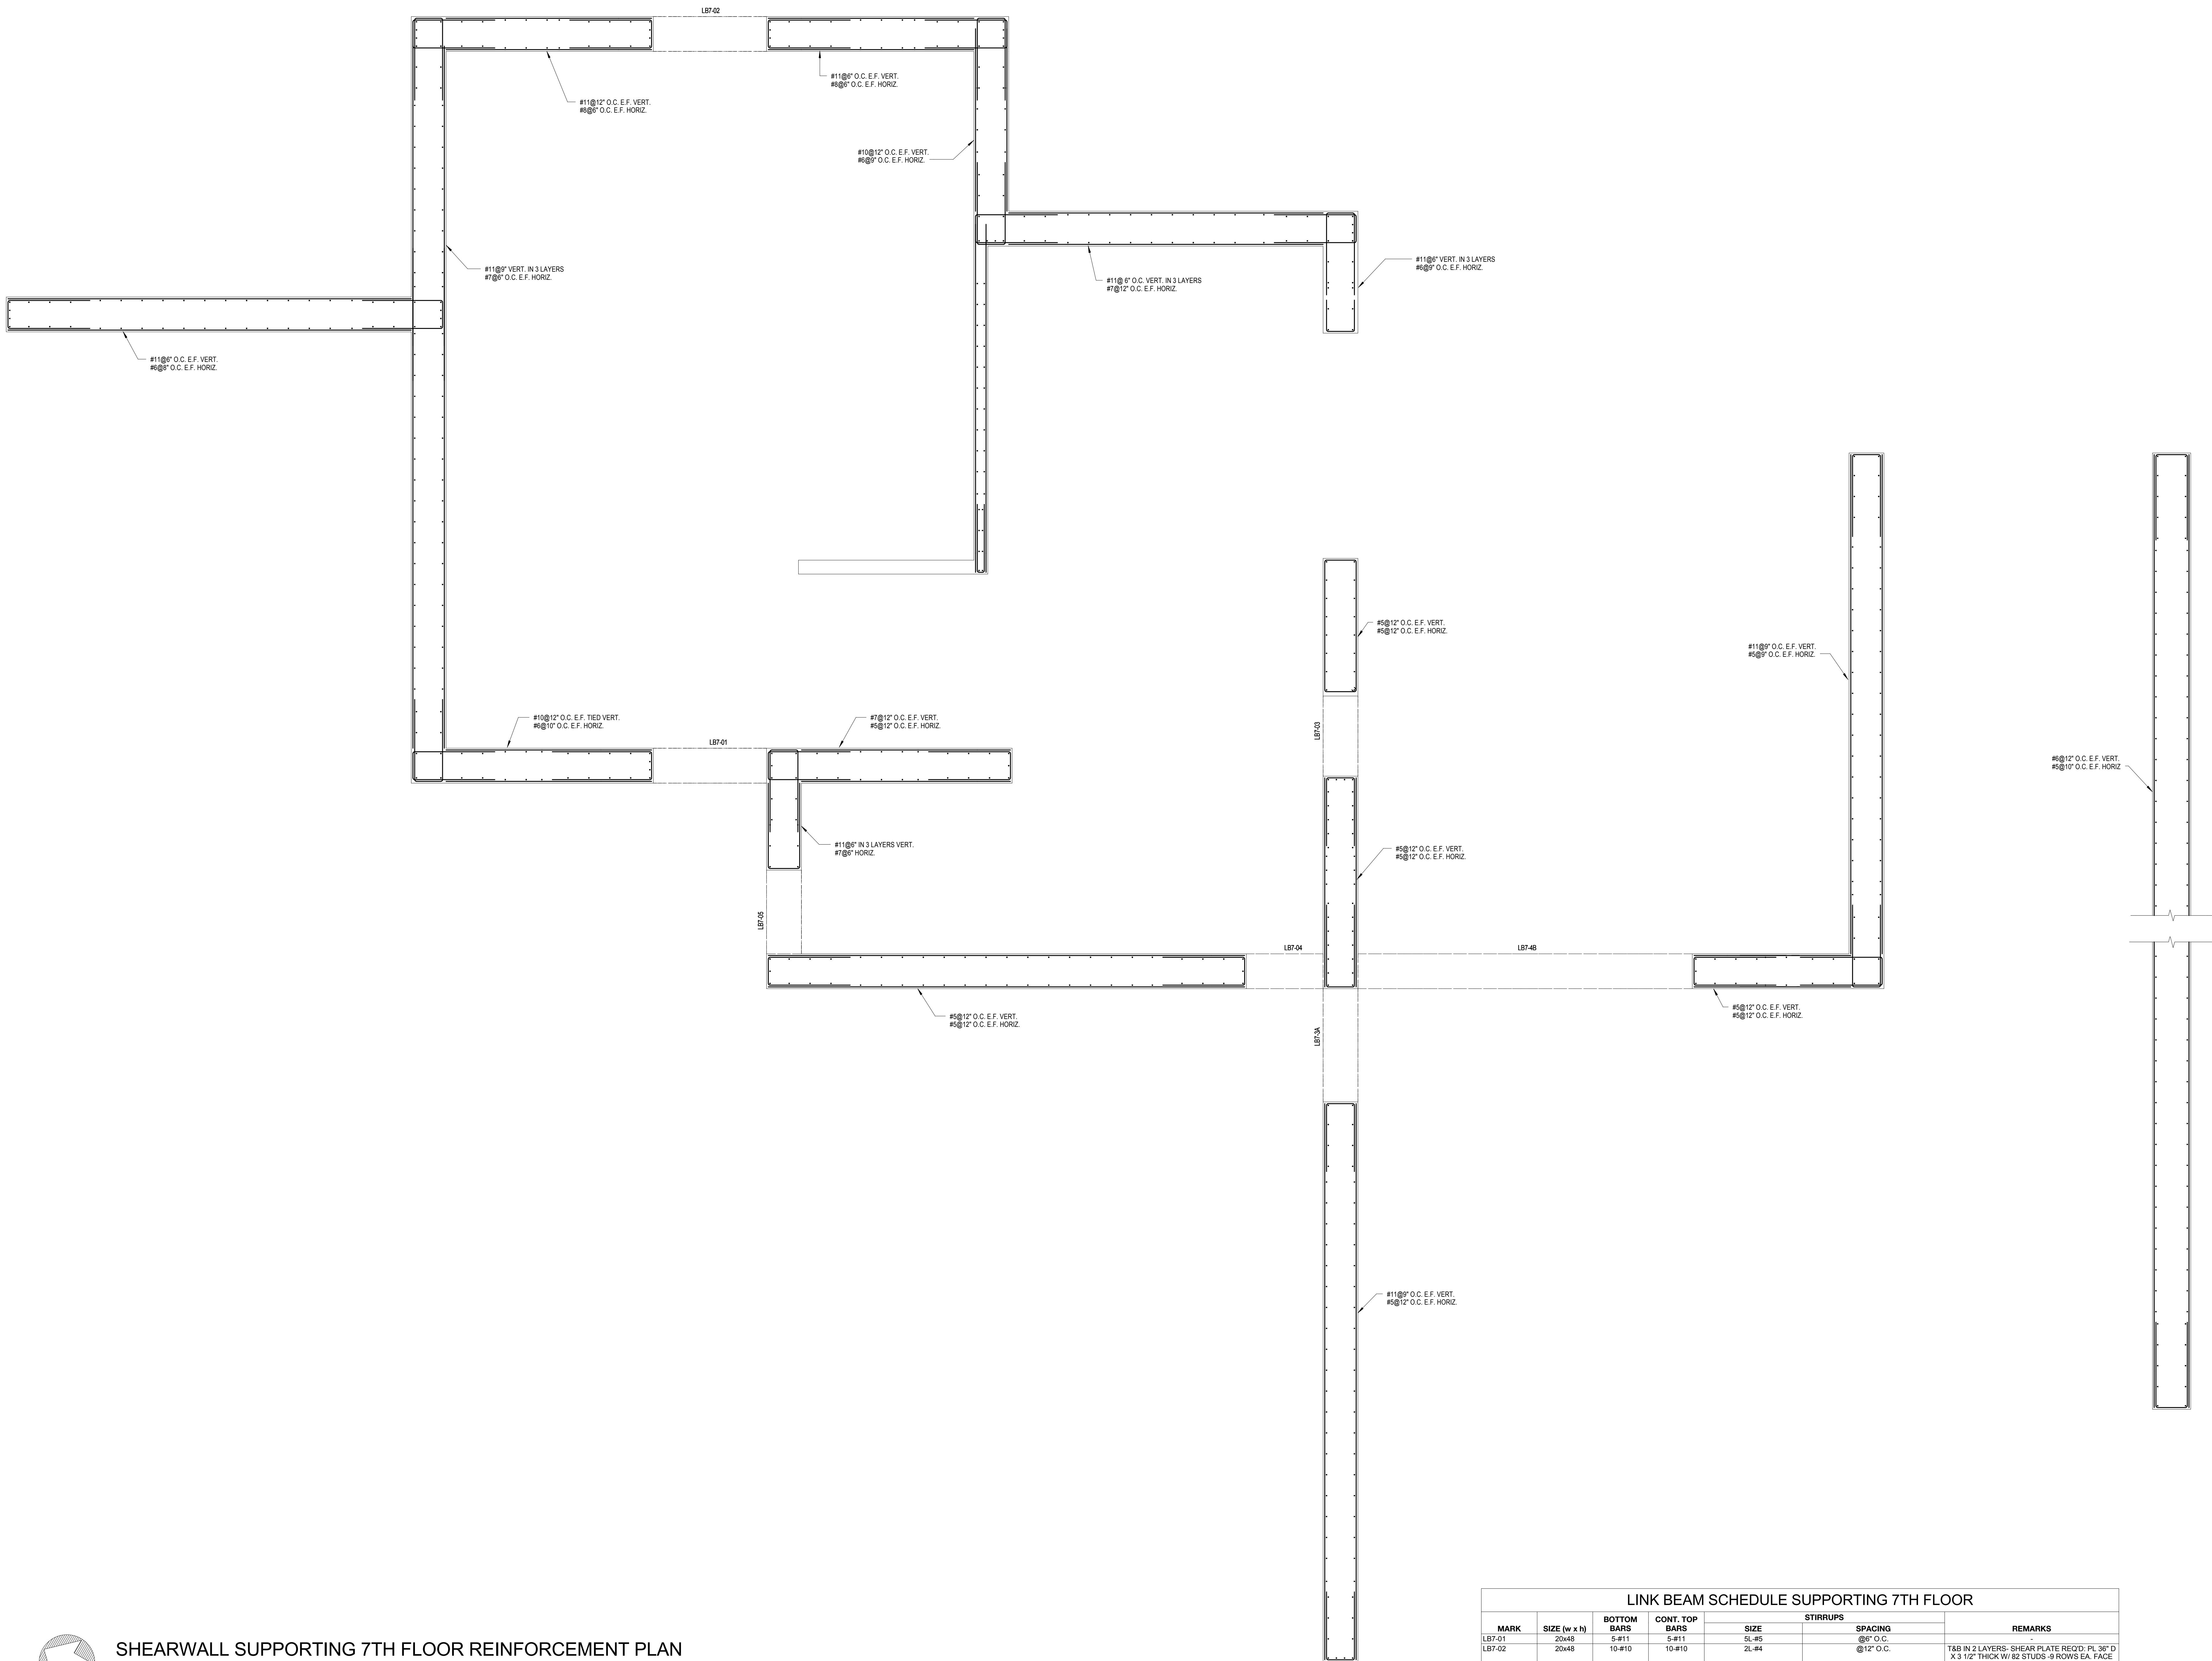 LB7-02
#11@6" O.C. E.F. VERT.
#8@6" O.C. E.F. HORIZ.
#11@12" O.C. E.F. VERT.
#8@6" O.C. E.F. HORIZ.
#10@12" O.C. E.F. VERT.
#6@9" O.C. E.F. HORIZ.
#11@9" VERT. IN 3 LAYERS
#7@6" O.C. E.F. HORIZ.
#11@ 6" O.C. VERT. IN 3 LAYERS
#7@12" O.C. E.F. HORIZ.
#11@6" VERT. IN 3 LAYERS
#6@9" O.C. E.F. HORIZ.
#11@6" O.C. E.F. VERT.
#6@8" O.C. E.F. HORIZ.
#5@12" O.C. E.F. VERT.
#5@12" O.C. E.F. HORIZ.
#11@9" O.C. E.F. VERT.
#5@9" O.C. E.F. HORIZ.
#10@12" O.C. E.F. TIED VERT.
#6@10" O.C. E.F. HORIZ.
LB7-01
#7@12" O.C. E.F. VERT.
#5@12" O.C. E.F. HORIZ.
LB7-03
#6@12" O.C. E.F. VERT.
#5@10" O.C. E.F. HORIZ
#11@6" IN 3 LAYERS VERT.
#7@6" HORIZ.
#5@12" O.C. E.F. VERT.
#5@12" O.C. E.F. HORIZ.
LB7-05
LB7-04
LB7-4B
#5@12" O.C. E.F. VERT.
#5@12" O.C. E.F. HORIZ.
#5@12" O.C. E.F. VERT.
#5@12" O.C. E.F. HORIZ.
LB7-3A
#11@9" O.C. E.F. VERT.
#5@12" O.C. E.F. HORIZ.
SHEARWALL SUPPORTING 7TH FLOOR REINFORCEMENT PLAN
LINK BEAM SCHEDULE SUPPORTING 7TH FLOOR
MARK SIZE (w x h) BOTTOM BARS CONT. TOP BARS STIRRUPS SIZE SPACING REMARKS
LB7-01 20x48 5-#11 5-#11 5L-#5 @6" O.C. -
LB7-02 20x48 10-#10 10-#10 2L-#4 @12" O.C. T&B IN 2 LAYERS- SHEAR PLATE REQ'D: PL 36" D
X 3 1/2" THICK W/ 82 STUDS -9 ROWS EA. FACE